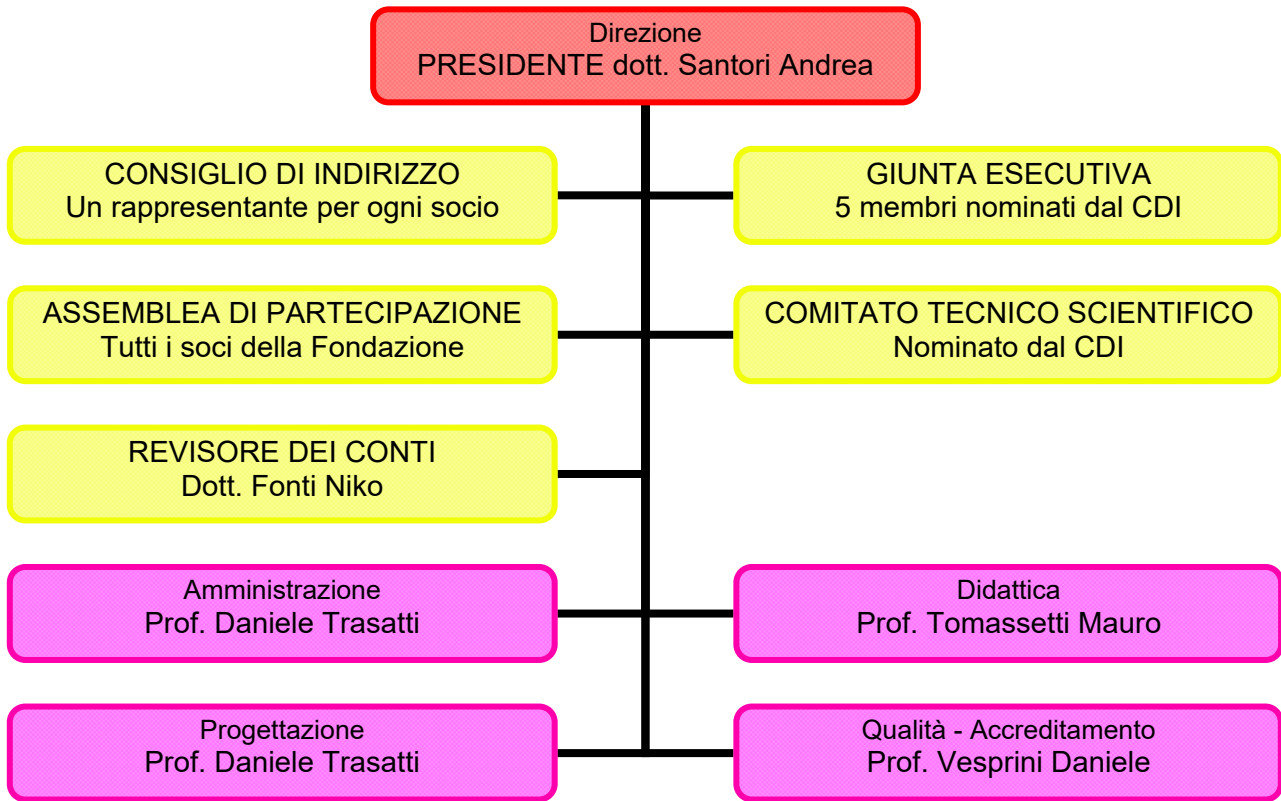 Direzione
PRESIDENTE dott. Santori Andrea
CONSIGLIO DI INDIRIZZO
Un rappresentante per ogni socio
GIUNTA ESECUTIVA
5 membri nominati dal CDI
ASSEMBLEA DI PARTECIPAZIONE
Tutti i soci della Fondazione
COMITATO TECNICO SCIENTIFICO
Nominato dal CDI
REVISORE DEI CONTI
Dott. Fonti Niko
Amministrazione
Prof. Daniele Trasatti
Didattica
Prof. Tomassetti Mauro
Progettazione
Prof. Daniele Trasatti
Qualità - Accreditamento
Prof. Vesprini Daniele